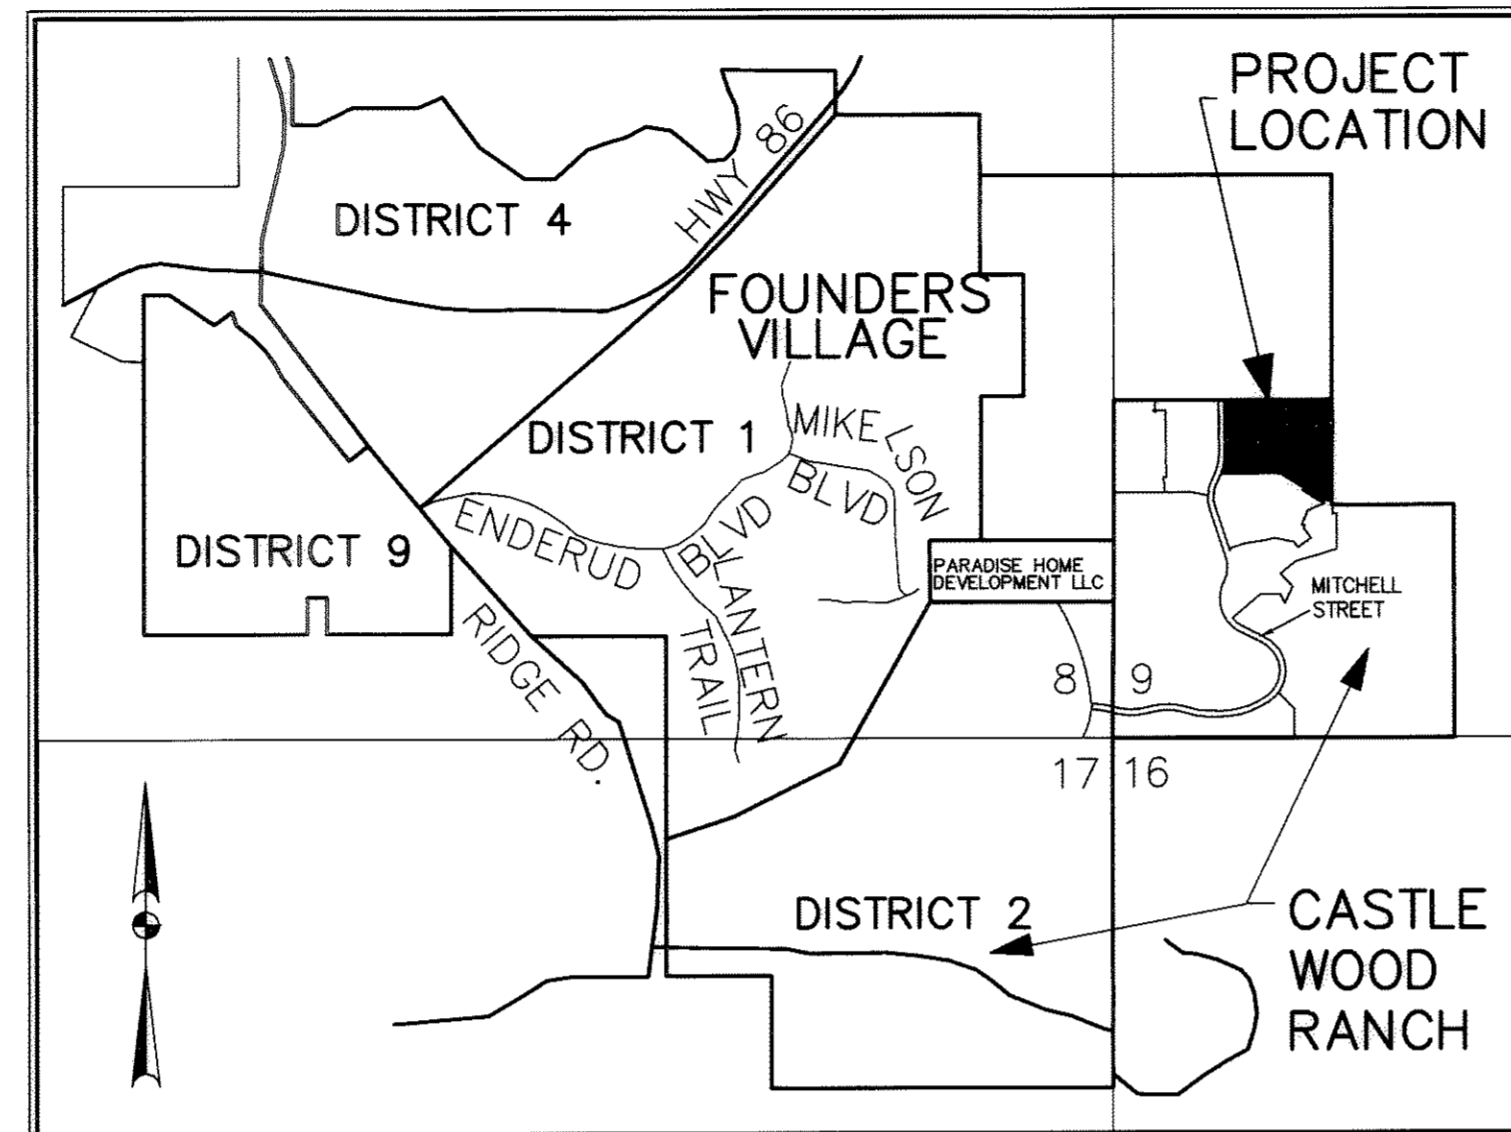 PROJECT
LOCATION
HWY 86
DISTRICT 4
FOUNDERS
VILLAGE
MIKELSON
BLVD
DISTRICT 1
ENDERUD
BLVD
DISTRICT 9
PARADISE HOME
DEVELOPMENT LLC
MITCHELL
STREET
LANTERN
TRAIL
RIDGE RD.
8 9
17 16
DISTRICT 2
CASTLE
WOOD
RANCH